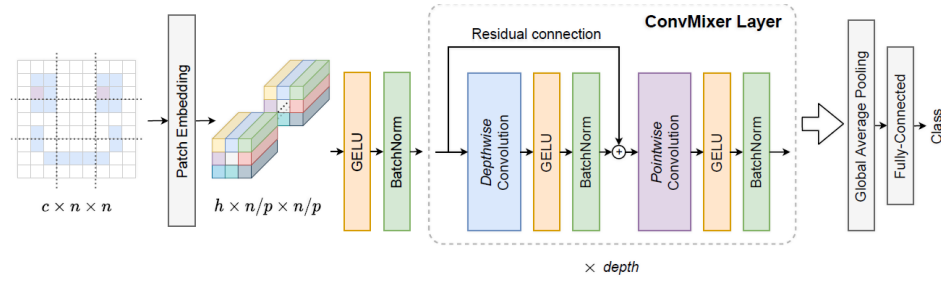 ConvMixer Layer
Residual connection
Patch Embedding
GELU
BatchNorm
Depthwise
Convolution
GELU
BatchNorm
+
Pointwise
Convolution
GELU
BatchNorm
Global Average Pooling
Fully-Connected
Class
c × n × n
h × n/p × n/p
× depth